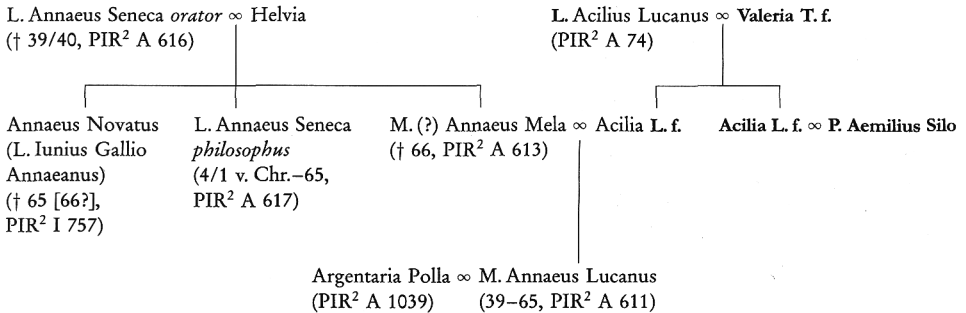 L. Annaeus Seneca orator ∞ Helvia
(† 39/40, PIR² A 616)
L. Acilius Lucanus ∞ Valeria T. f.
(PIR² A 74)
Annaeus Novatus
(L. Iunius Gallio
Annaeanus)
(† 65 [66?],
PIR² I 757)
L. Annaeus Seneca
philosophus
(4/1 v. Chr.–65,
PIR² A 617)
M. (?) Annaeus Mela ∞ Acilia L. f.
(† 66, PIR² A 613)
Acilia L. f. ∞ P. Aemilius Silo
Argentaria Polla ∞ M. Annaeus Lucanus
(PIR² A 1039) (39–65, PIR² A 611)